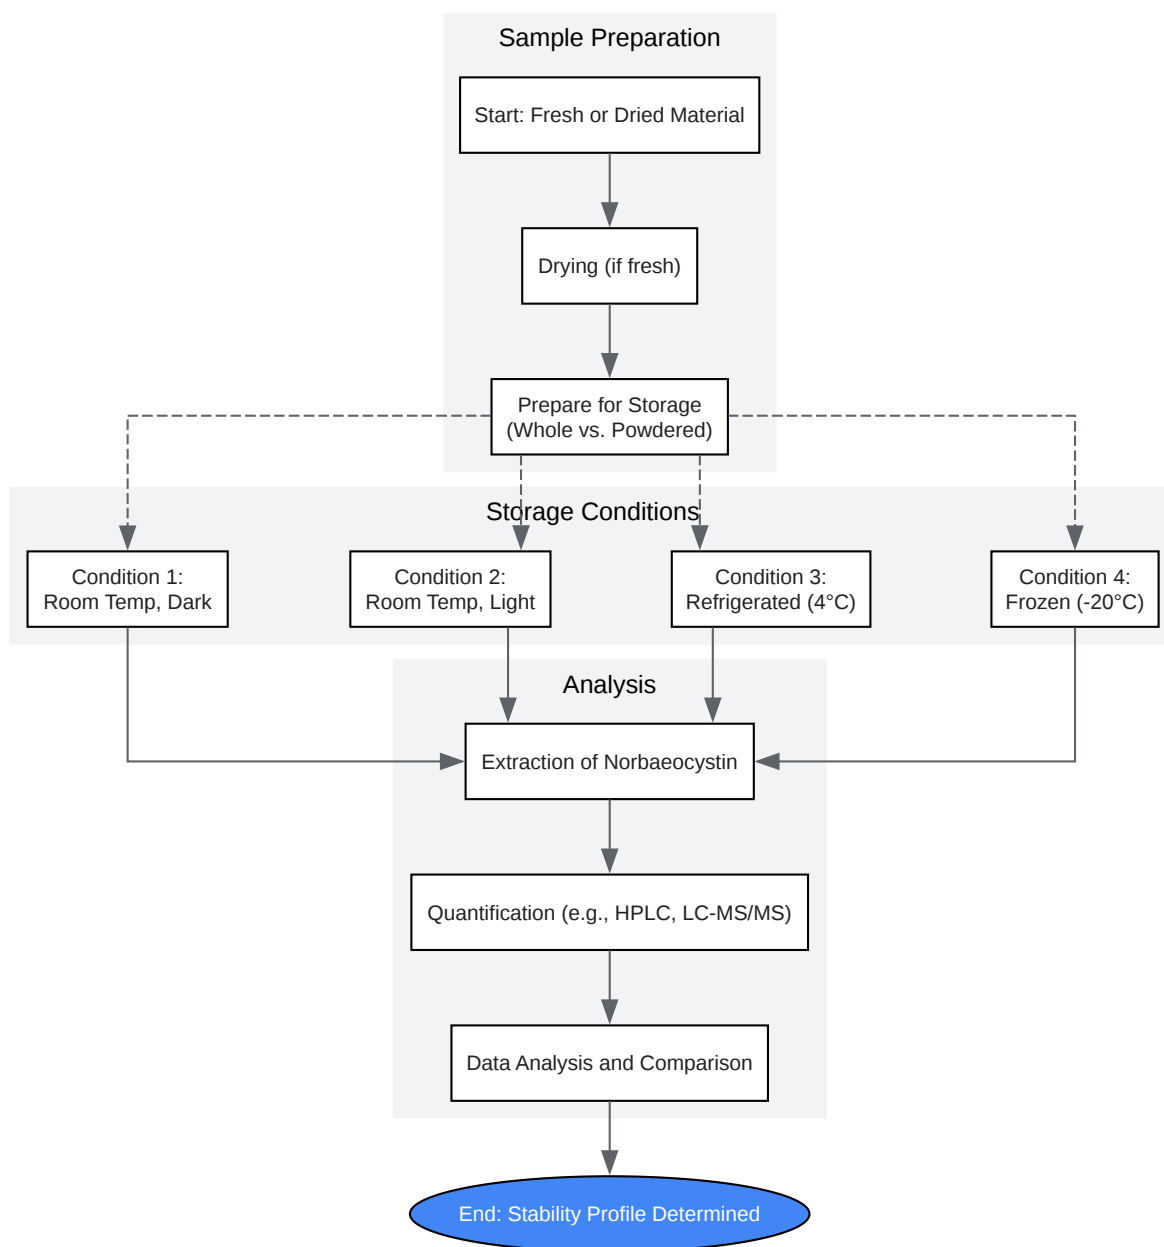 Sample Preparation
Start: Fresh or Dried Material
Drying (if fresh)
Prepare for Storage
(Whole vs. Powdered)
Storage Conditions
Condition 1:
Room Temp, Dark
Condition 2:
Room Temp, Light
Condition 3:
Refrigerated (4°C)
Condition 4:
Frozen (-20°C)
Analysis
Extraction of Norbaeocystin
Quantification (e.g., HPLC, LC-MS/MS)
Data Analysis and Comparison
End: Stability Profile Determined